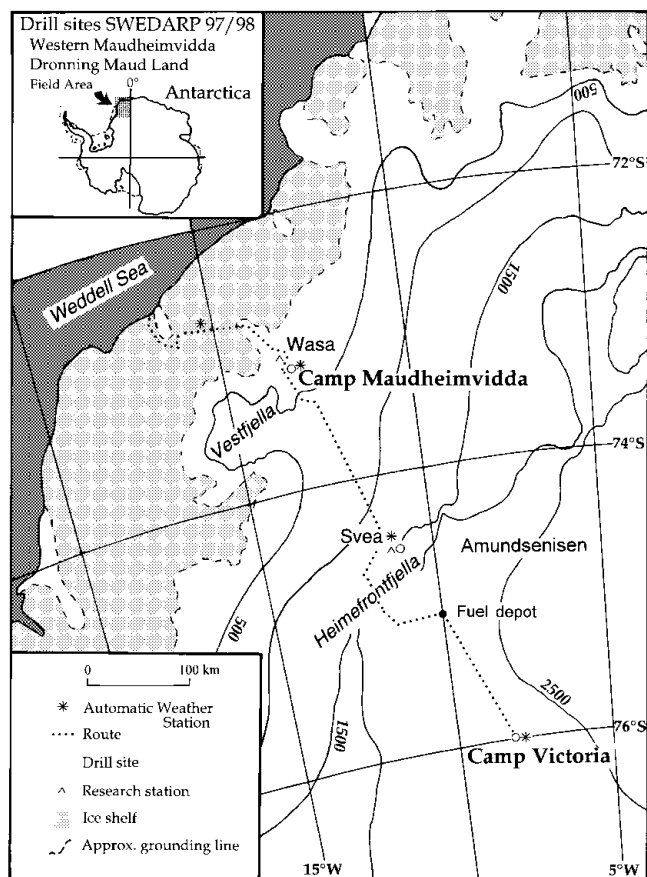 Drill sites SWEDARP 97/98
Western Maudheimvidda
Dronning Maud Land
Field Area
0°
Antarctica
500
72°S
1500
Weddell Sea
Wasa
Camp Maudheimvidda
Vestfjella
74°S
Svea
Amundsenisen
Heimefrontfjella
Fuel depot
500
2500
1500
76°S
Camp Victoria
0 100 km
Automatic Weather
Station
Route
Drill site
Research station
Ice shelf
Approx. grounding line
15°W
5°W